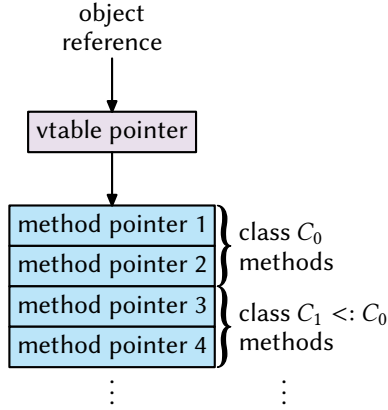 object
reference
vtable pointer
method pointer 1
method pointer 2
class C₀
methods
method pointer 3
method pointer 4
class C₁ <: C₀
methods
⋮ ⋮